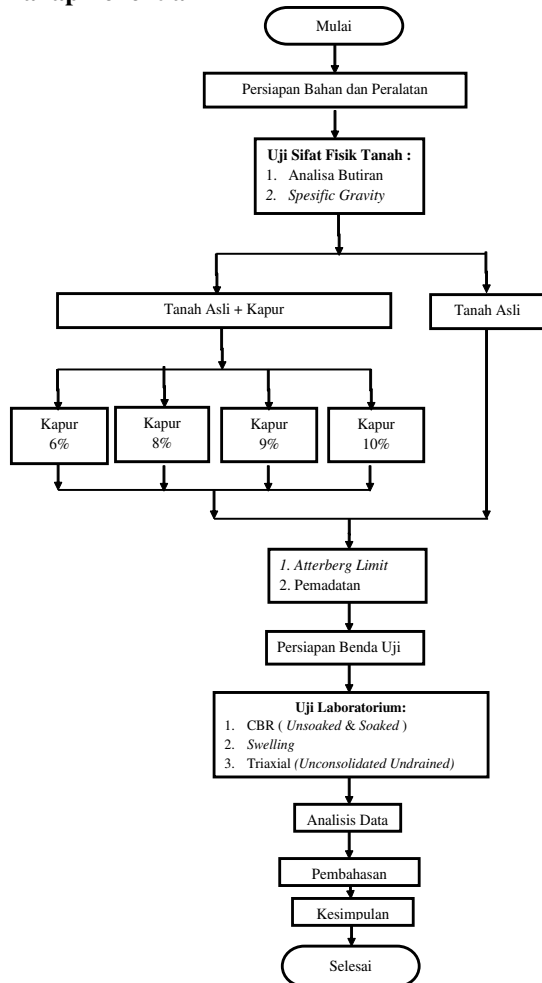 Mulai
Persiapan Bahan dan Peralatan
Uji Sifat Fisik Tanah :
1. Analisa Butiran
2. Spesific Gravity
Tanah Asli + Kapur
Tanah Asli
Kapur
6%
Kapur
8%
Kapur
9%
Kapur
10%
1. Atterberg Limit
2. Pemadatan
Persiapan Benda Uji
Uji Laboratorium:
1. CBR ( Unsoaked & Soaked )
2. Swelling
3. Triaxial (Unconsolidated Undrained)
Analisis Data
Pembahasan
Kesimpulan
Selesai